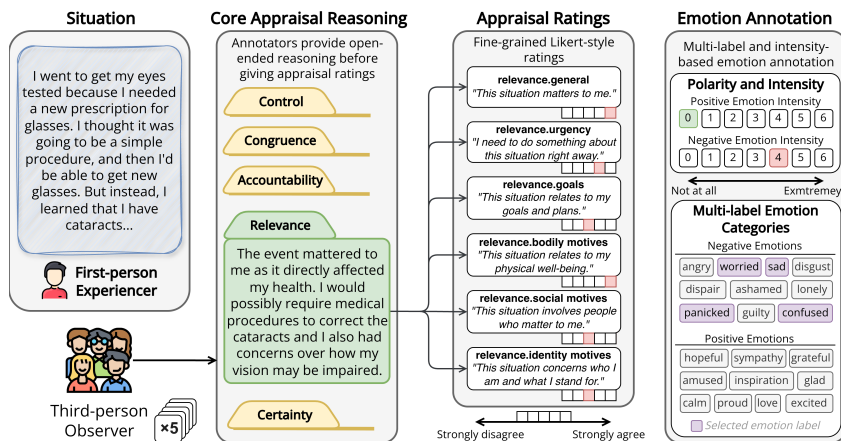 Situation
I went to get my eyes
tested because I needed
a new prescription for
glasses. I thought it was
going to be a simple
procedure, and then I'd
be able to get new
glasses. But instead, I
learned that I have
cataracts...
First-person
Experiencer
Third-person
Observer
×5
Core Appraisal Reasoning
Annotators provide open-
ended reasoning before
giving appraisal ratings
Control
Congruence
Accountability
Relevance
The event mattered to
me as it directly affected
my health. I would
possibly require medical
procedures to correct the
cataracts and I also had
concerns over how my
vision may be impaired.
Certainty
Appraisal Ratings
Fine-grained Likert-style
ratings
relevance.general
"This situation matters to me."
relevance.urgency
"I need to do something about
this situation right away."
relevance.goals
"This situation relates to my
goals and plans."
relevance.bodily motives
"This situation relates to my
physical well-being."
relevance.social motives
"This situation involves people
who matter to me."
relevance.identity motives
"This situation concerns who I
am and what I stand for."
Strongly disagree Strongly agree
Emotion Annotation
Multi-label and intensity-
based emotion annotation
Polarity and Intensity
Positive Emotion Intensity
0 1 2 3 4 5 6
Negative Emotion Intensity
0 1 2 3 4 5 6
Not at all Exmtremey
Multi-label Emotion
Categories
Negative Emotions
angry worried sad disgust
dispair ashamed lonely
panicked guilty confused
Positive Emotions
hopeful sympathy grateful
amused inspiration glad
calm proud love excited
Selected emotion label